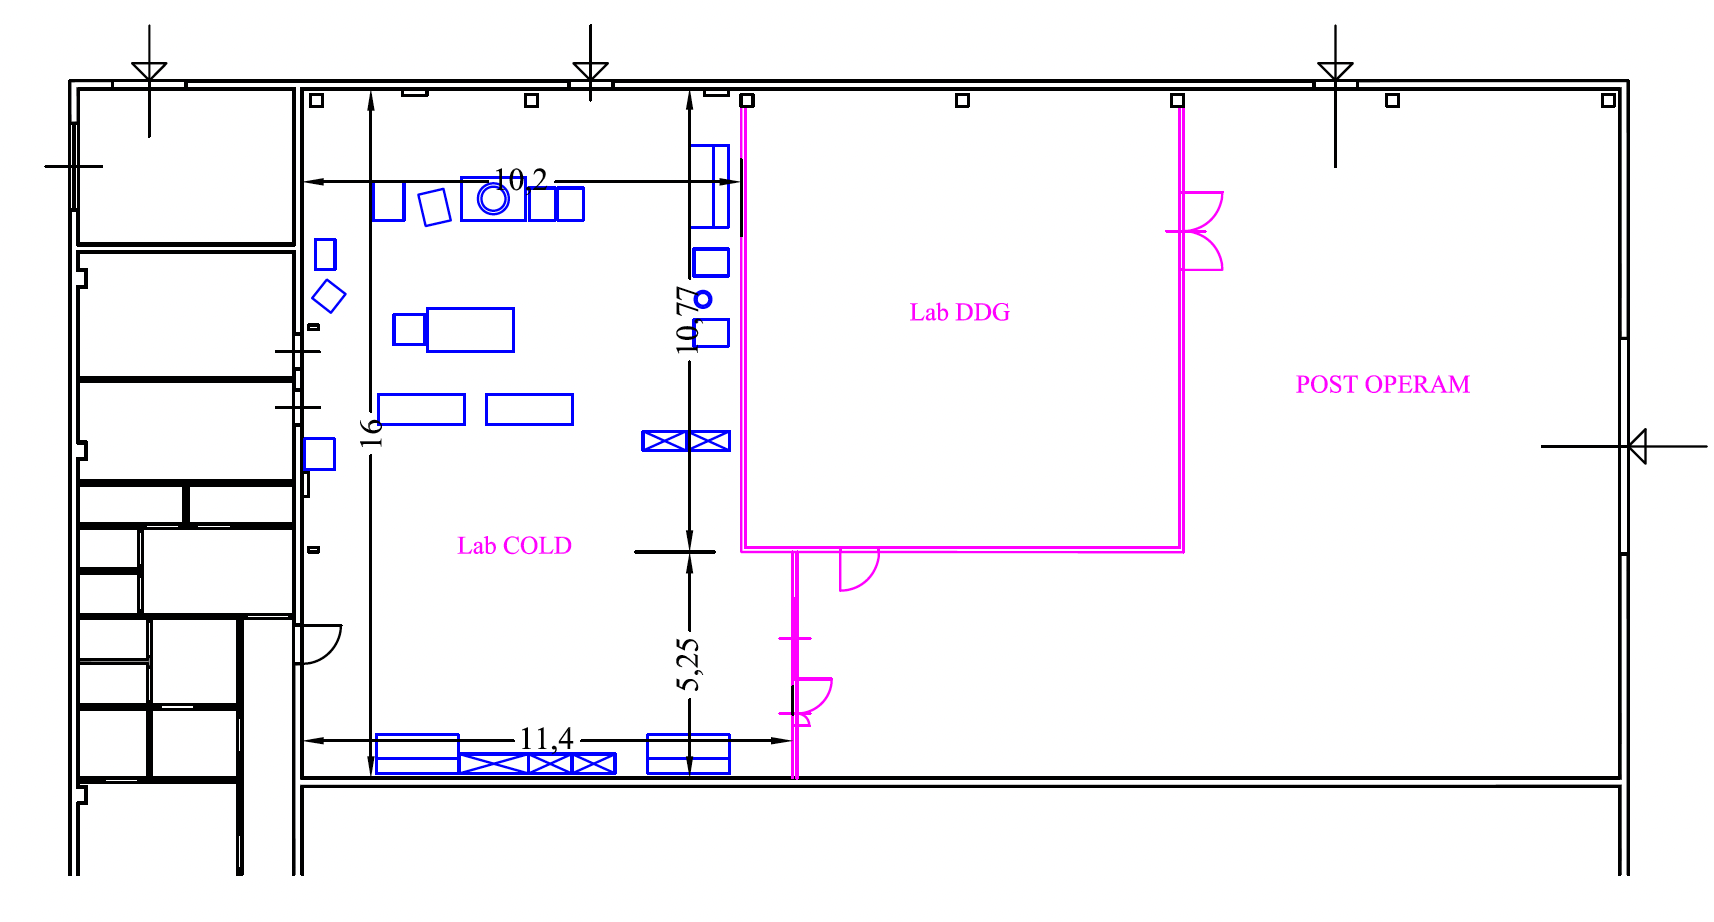 10,2
10,77
Lab DDG
POST OPERAM
16
Lab COLD
5,25
11,4